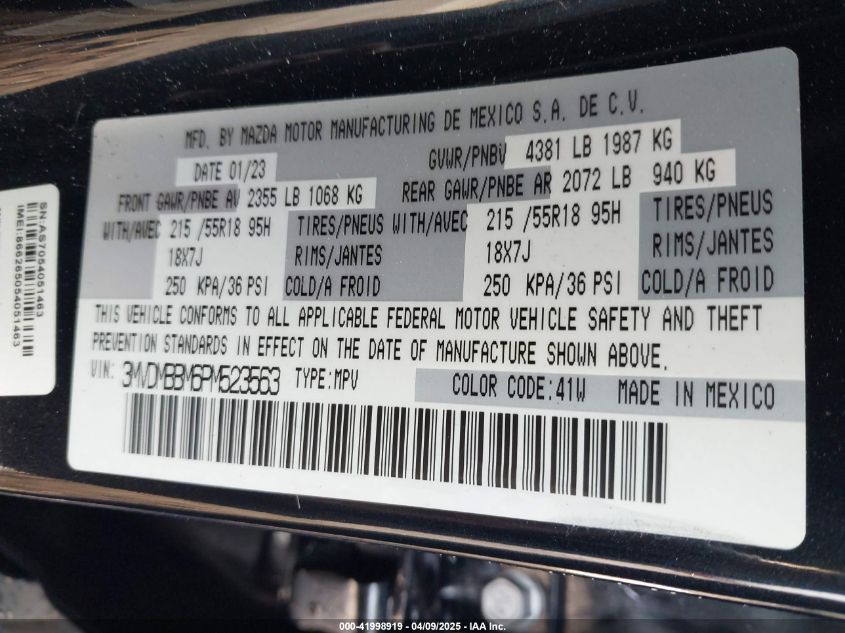 MFD. BY MAZDA MOTOR MANUFACTURING DE MEXICO S.A. DE C.V.
DATE 01/23 GVWR/PNBV 4381 LB 1987 KG
FRONT GAWR/PNBE AV 2355 LB 1068 KG REAR GAWR/PNBE AR 2072 LB 940 KG
WITH/AVEC 215 /55R18 95H TIRES/PNEUS WITH/AVEC 215 /55R18 95H TIRES/PNEUS
18X7J RIMS/JANTES 18X7J RIMS/JANTES
250 KPA/36 PSI COLD/A FROID 250 KPA/36 PSI COLD/A FROID
THIS VEHICLE CONFORMS TO ALL APPLICABLE FEDERAL MOTOR VEHICLE SAFETY AND THEFT
PREVENTION STANDARDS IN EFFECT ON THE DATE OF MANUFACTURE SHOWN ABOVE.
VIN: 3MVDMBBM6PM523563 TYPE:MPV COLOR CODE:41W MADE IN MEXICO
SN:AS7054051463
IMEI:866265054051463
000-41998919 - 04/09/2025 - IAA Inc.